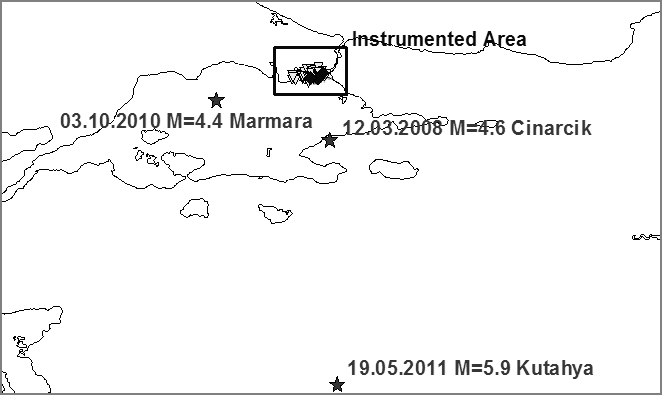 Instrumented Area
03.10.2010 M=4.4 Marmara
12.03.2008 M=4.6 Cinarcik
19.05.2011 M=5.9 Kutahya